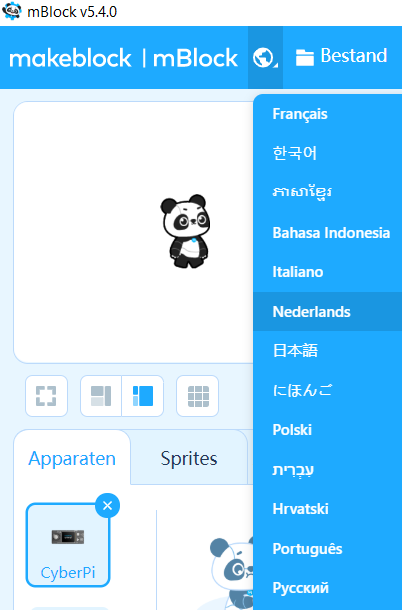 mBlock v5.4.0
makeblock | mBlock
Bestand
Français
한국어
ភាសាខ្មែរ
Bahasa Indonesia
Italiano
Nederlands
日本語
にほんご
Polski
עִבְרִית
Hrvatski
Português
Русский
Apparaten
Sprites
CyberPi